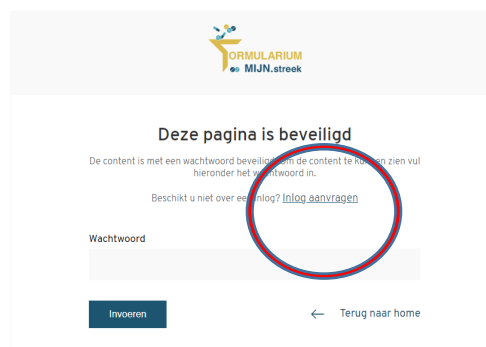 FORMULARIUM
MIJN.streek
Deze pagina is beveiligd
De content is met een wachtwoord beveiligd. Om de content te kunnen zien vul
hieronder het wachtwoord in.
Beschikt u niet over een inlog? Inlog aanvragen
Wachtwoord
Invoeren
← Terug naar home